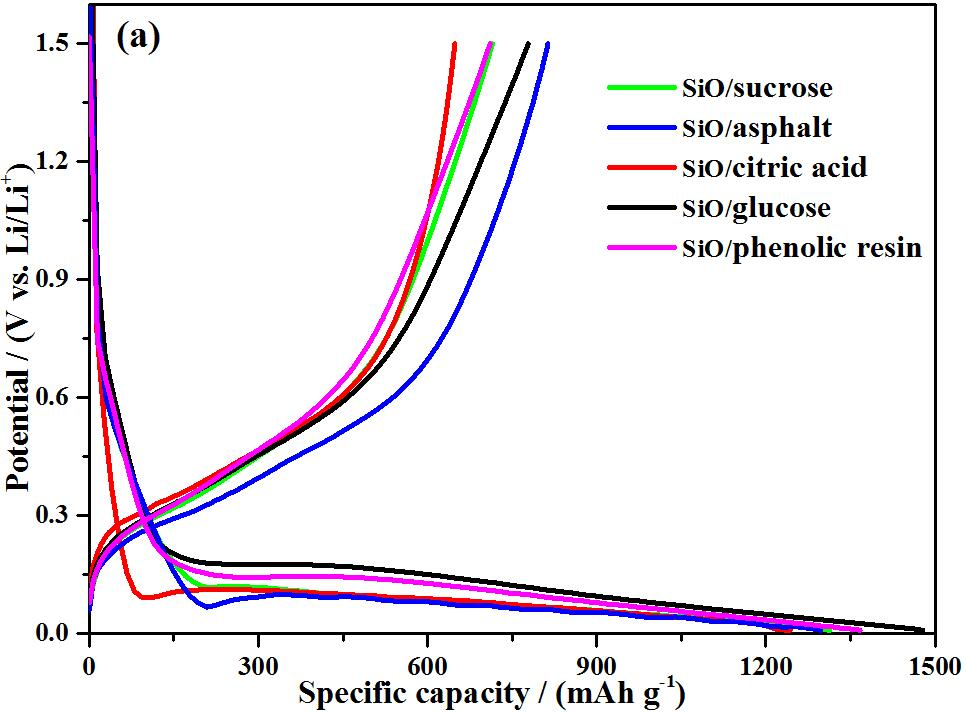 (a)
SiO/sucrose
SiO/asphalt
SiO/citric acid
SiO/glucose
SiO/phenolic resin
Potential / (V vs. Li/Li⁺)
1.5
1.2
0.9
0.6
0.3
0.0
0 300 600 900 1200 1500
Specific capacity / (mAh g⁻¹)